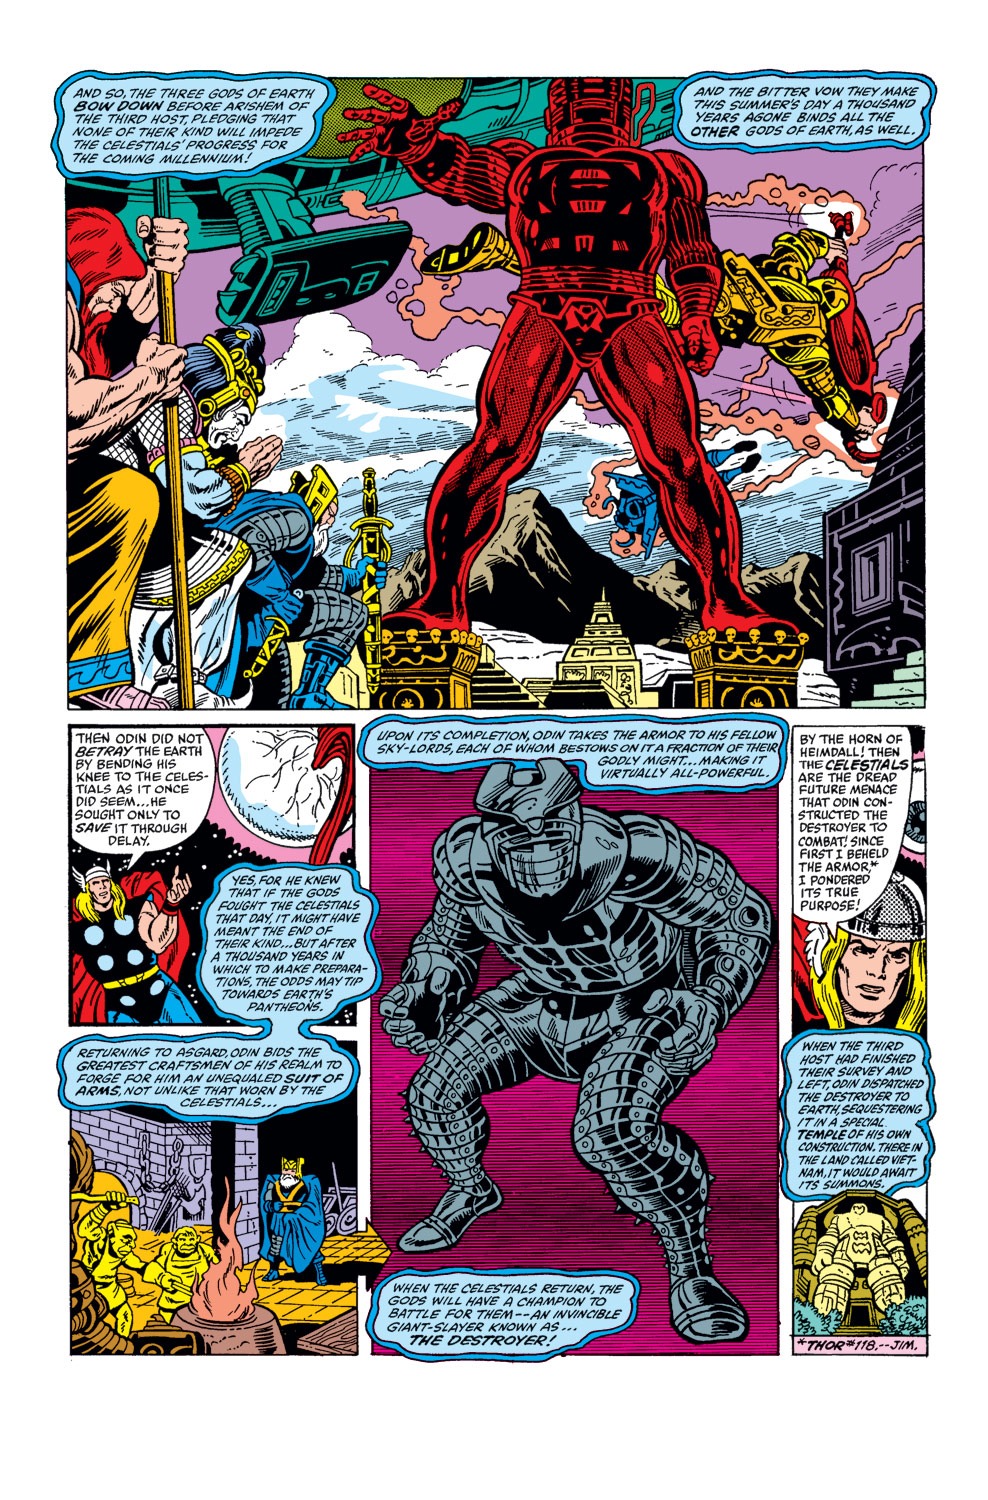 AND SO, THE THREE GODS OF EARTH
BOW DOWN BEFORE ARISHEM OF
THE THIRD HOST, PLEDGING THAT
NONE OF THEIR KIND WILL IMPEDE
THE CELESTIALS' PROGRESS FOR
THE COMING MILLENNIUM!
AND THE BITTER VOW THEY MAKE
THIS SUMMER'S DAY A THOUSAND
YEARS AGONE BINDS ALL THE
OTHER GODS OF EARTH, AS WELL.
THEN ODIN DID NOT
BETRAY THE EARTH
BY BENDING HIS
KNEE TO THE CELES-
TIALS AS IT ONCE
DID SEEM...HE
SOUGHT ONLY TO
SAVE IT THROUGH
DELAY.
YES, FOR HE KNEW
THAT IF THE GODS
FOUGHT THE CELESTIALS
THAT DAY, IT MIGHT HAVE
MEANT THE END OF
THEIR KIND...BUT AFTER
A THOUSAND YEARS IN
WHICH TO MAKE PREPARA-
TIONS, THE ODDS MAY TIP
TOWARDS EARTH'S
PANTHEONS.
RETURNING TO ASGARD, ODIN BIDS THE
GREATEST CRAFTSMEN OF HIS REALM TO
FORGE FOR HIM AN UNEQUALED SUIT OF
ARMS, NOT UNLIKE THAT WORN BY THE
CELESTIALS...
UPON ITS COMPLETION, ODIN TAKES THE ARMOR TO HIS FELLOW
SKY-LORDS, EACH OF WHOM BESTOWS ON IT A FRACTION OF THEIR
GODLY MIGHT...MAKING IT
VIRTUALLY ALL-POWERFUL.
WHEN THE CELESTIALS RETURN, THE
GODS WILL HAVE A CHAMPION TO
BATTLE FOR THEM--AN INVINCIBLE
GIANT-SLAYER KNOWN AS...
THE DESTROYER!
BY THE HORN OF
HEIMDALL! THEN
THE CELESTIALS
ARE THE DREAD
FUTURE MENACE
THAT ODIN CON-
STRUCTED THE
DESTROYER TO
COMBAT! SINCE
FIRST I BEHELD
THE ARMOR,*
I PONDERED
ITS TRUE
PURPOSE!
WHEN THE THIRD
HOST HAD FINISHED
THEIR SURVEY AND
LEFT, ODIN DISPATCHED
THE DESTROYER TO
EARTH, SEQUESTERING
IT IN A SPECIAL
TEMPLE OF HIS OWN
CONSTRUCTION. THERE IN
THE LAND CALLED VIET-
NAM, IT WOULD AWAIT
ITS SUMMONS.
*THOR #118.--JIM.